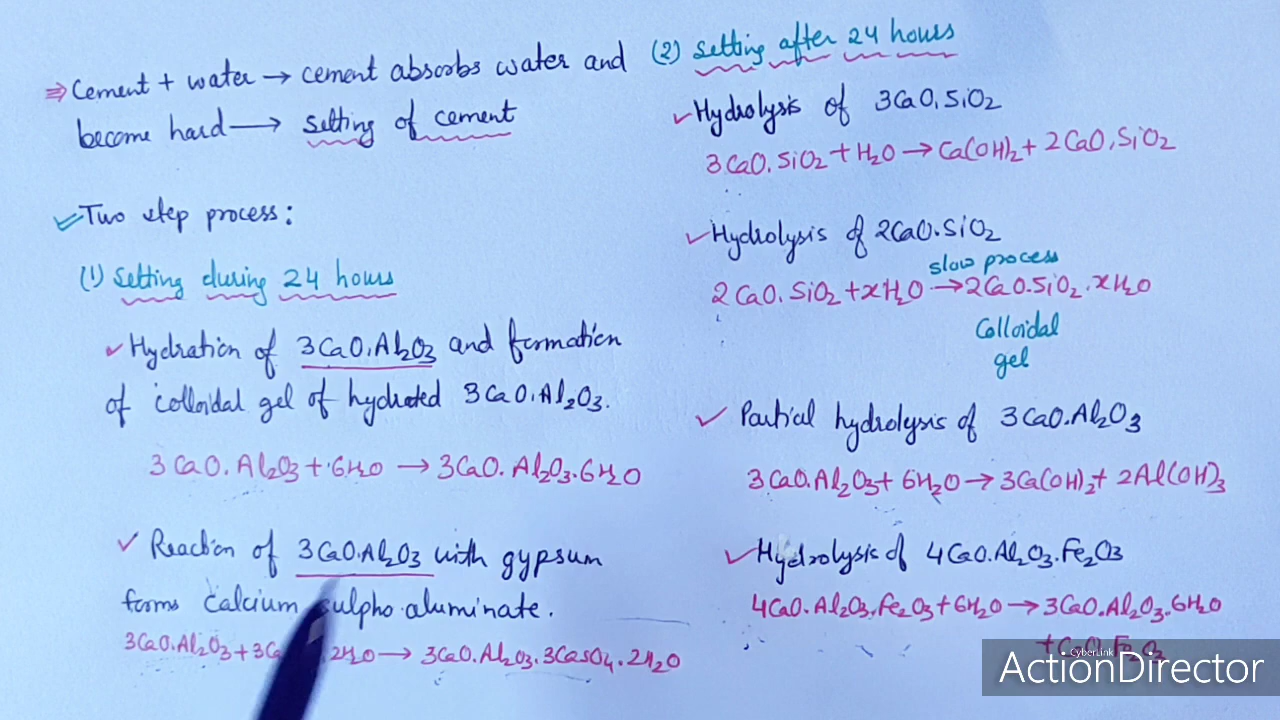 ⇒ Cement + water → cement absorbs water and
become hard → setting of cement
✓ Two step process:
(1) Setting during 24 hours
✓ Hydration of 3CaO.Al2O3 and formation
of colloidal gel of hydrated 3CaO.Al2O3.
3CaO.Al2O3 + 6H2O → 3CaO.Al2O3.6H2O
✓ Reaction of 3CaO.Al2O3 with gypsum
forms calcium sulpho aluminate.
3CaO.Al2O3 + 3Ca .2H2O → 3CaO.Al2O3.3CaSO4.2H2O
(2) Setting after 24 hours
✓ Hydrolysis of 3CaO.SiO2
3CaO.SiO2 + H2O → Ca(OH)2 + 2CaO.SiO2
✓ Hydrolysis of 2CaO.SiO2
slow process
2CaO.SiO2 + xH2O → 2CaO.SiO2.xH2O
Colloidal
gel
✓ Partial hydrolysis of 3CaO.Al2O3
3CaO.Al2O3 + 6H2O → 3Ca(OH)2 + 2Al(OH)3
✓ Hydrolysis of 4CaO.Al2O3.Fe2O3
4CaO.Al2O3.Fe2O3 + 6H2O → 3CaO.Al2O3.6H2O
+ CaO.Fe2O3
CyberLink
ActionDirector